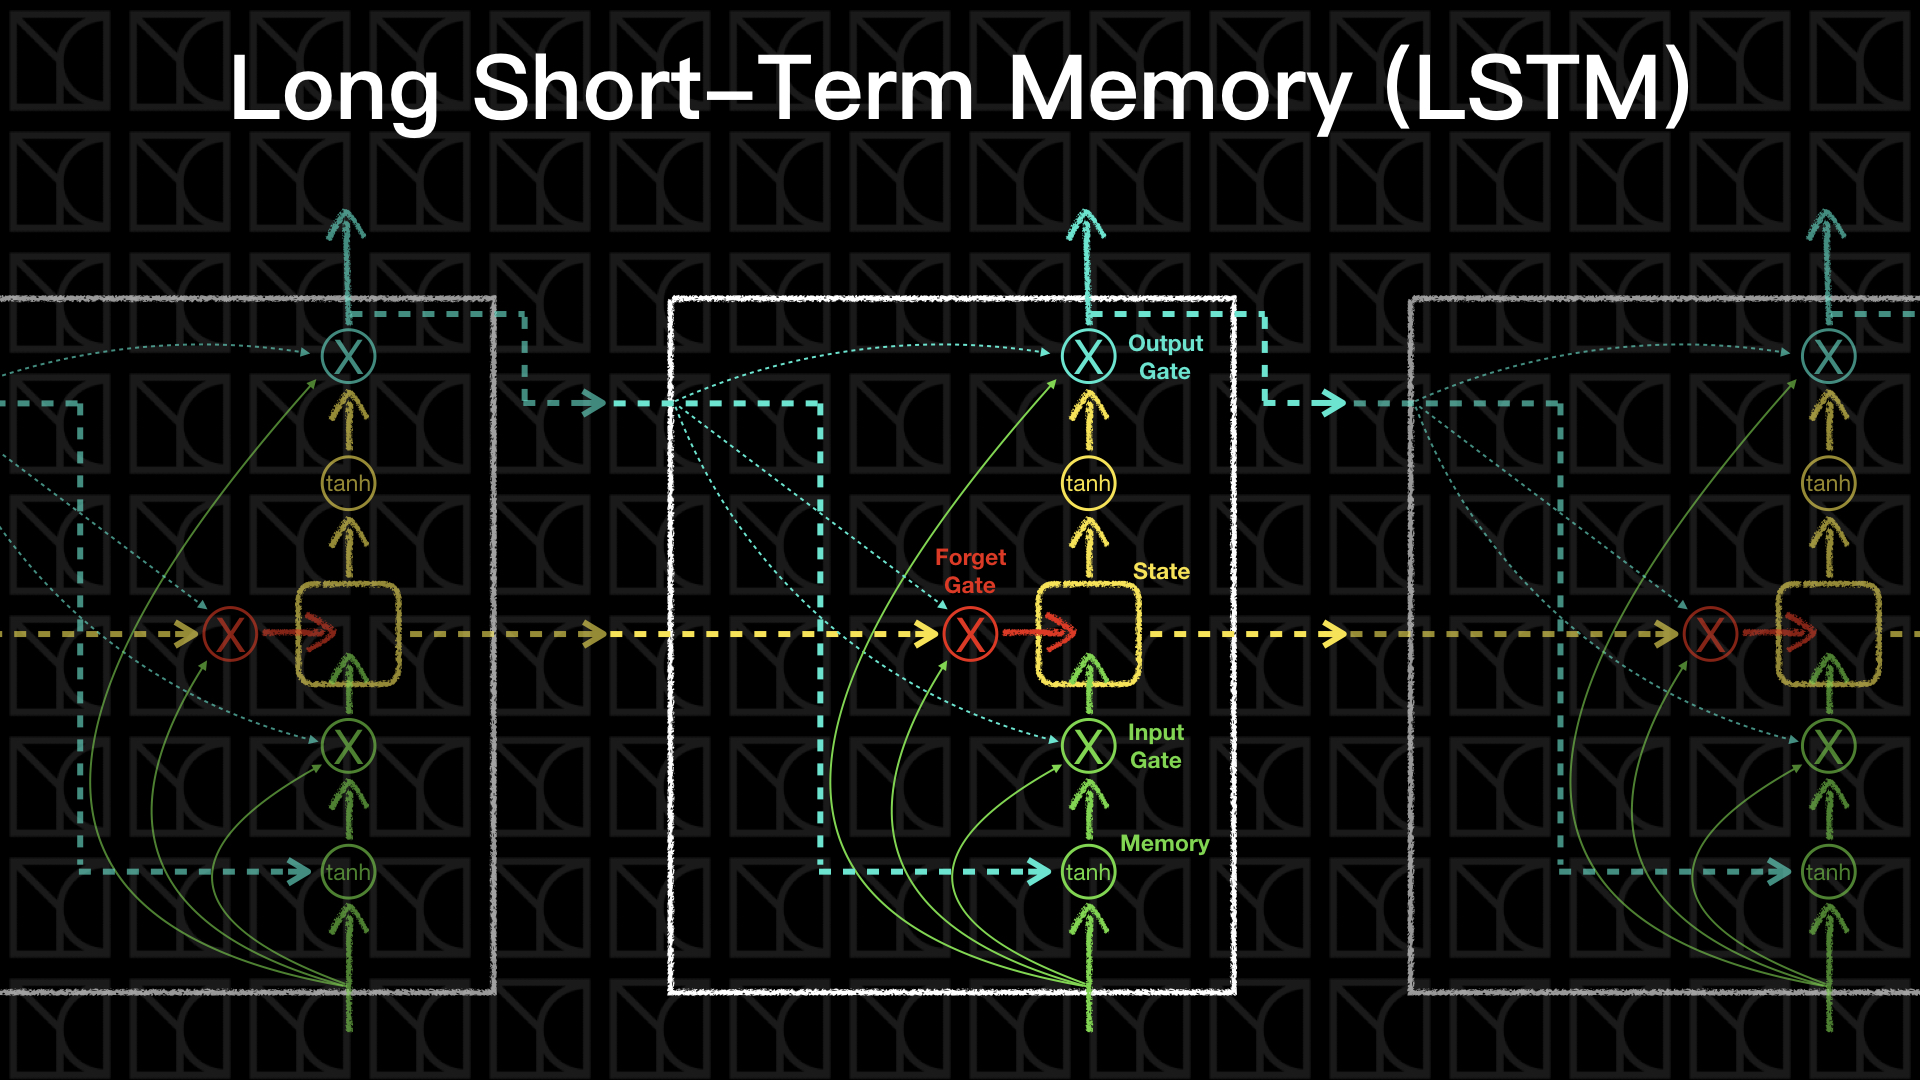 Long Short-Term Memory (LSTM)
X
X
Output
Gate
X
tanh
tanh
tanh
Forget
Gate
State
X
X
X
X
X
Input
Gate
X
Memory
tanh
tanh
tanh